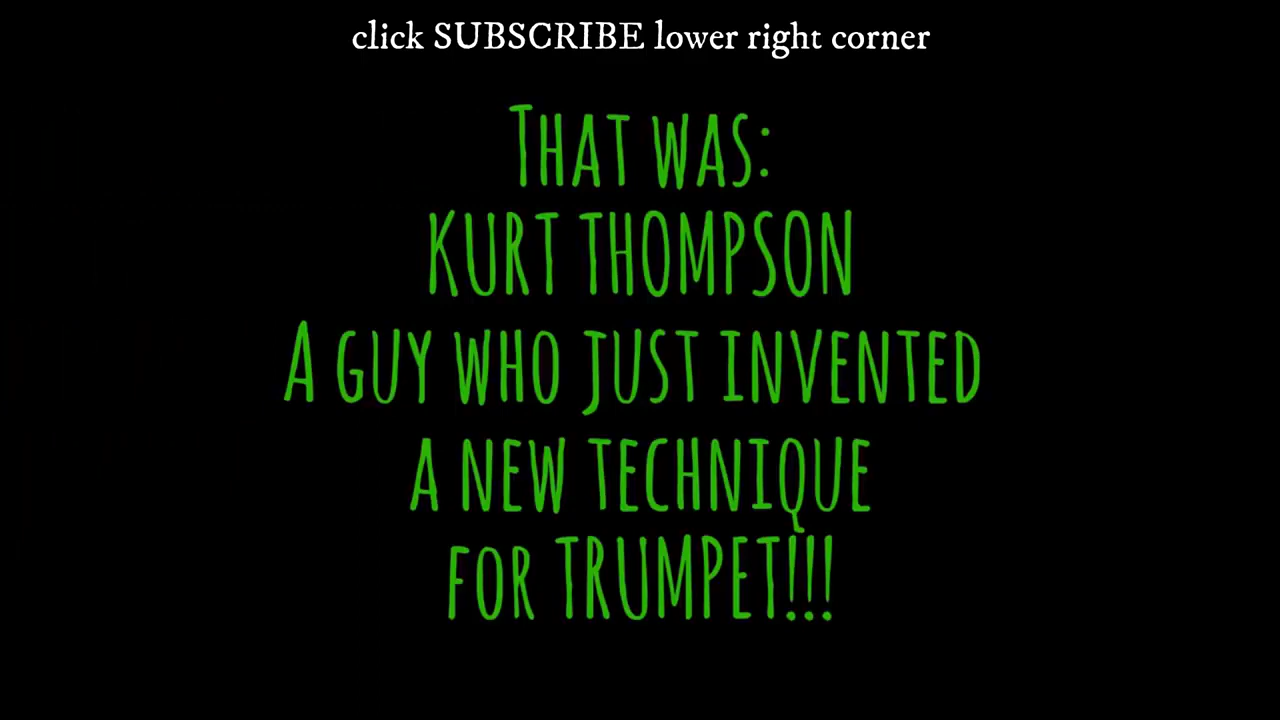 click SUBSCRIBE lower right corner
THAT WAS:
KURT THOMPSON
A GUY WHO JUST INVENTED
A NEW TECHNIQUE
FOR TRUMPET!!!